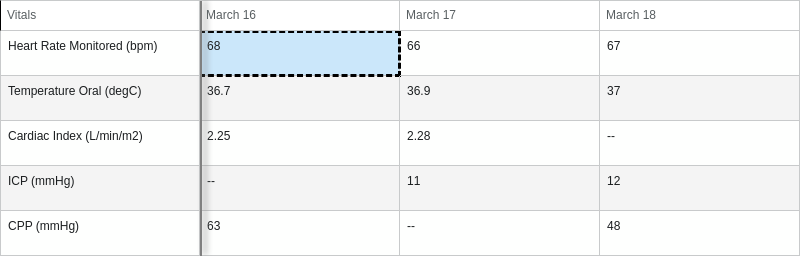 Vitals March 16 March 17 March 18
Heart Rate Monitored (bpm) 68 66 67
Temperature Oral (degC) 36.7 36.9 37
Cardiac Index (L/min/m2) 2.25 2.28 --
ICP (mmHg) -- 11 12
CPP (mmHg) 63 -- 48